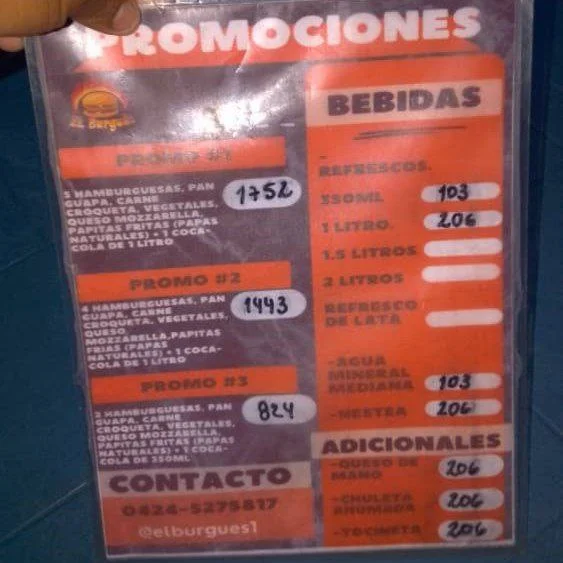 PROMOCIONES
EL Burgues
PROMO #1
5 HAMBURGUESAS, PAN
GUAPA, CARNE
CROQUETA, VEGETALES,
QUESO MOZZARELLA,
PAPITAS FRITAS (PAPAS
NATURALES) + 1 COCA-
COLA DE 1 LITRO
1752
PROMO #2
4 HAMBURGUESAS, PAN
GUAPA, CARNE
CROQUETA, VEGETALES,
QUESO
MOZZARELLA,PAPITAS
FRIAS (PAPAS
NATURALES) + 1 COCA-
COLA DE 1 LITRO
1443
PROMO #3
2 HAMBURGUESAS, PAN
GUAPA, CARNE
CROQUETA, VEGETALES,
QUESO MOZZARELLA,
PAPITAS FRITAS (PAPAS
NATURALES) + 1 COCA-
COLA DE 350ML
824
CONTACTO
0424-5275817
@elburgues1
BEBIDAS
REFRESCOS.
350ML 103
1 LITRO 206
1.5 LITROS
2 LITROS
REFRESCO
DE LATA
-AGUA
MINERAL
MEDIANA 103
-NESTEA 206
ADICIONALES
-QUESO DE
MANO 206
-CHULETA
AHUMADA 206
-TOCINETA 206